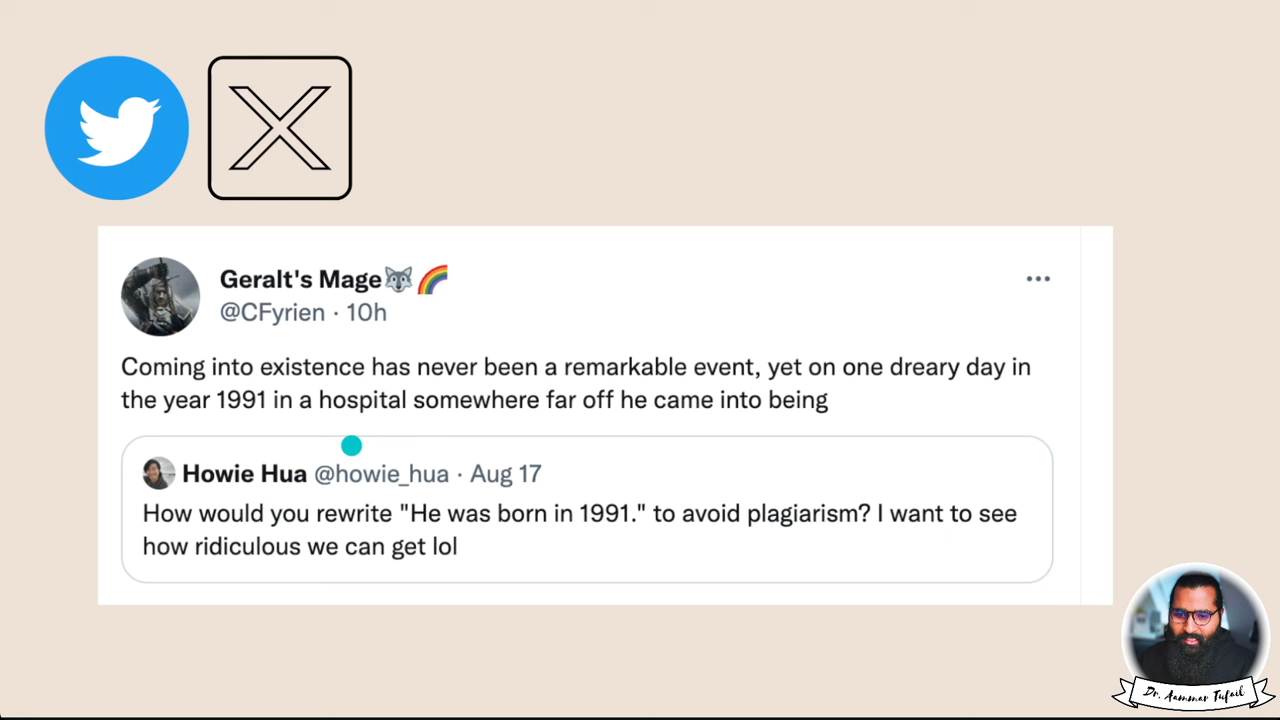 Geralt's Mage🐺🌈
@CFyrien · 10h
Coming into existence has never been a remarkable event, yet on one dreary day in
the year 1991 in a hospital somewhere far off he came into being
Howie Hua @howie_hua · Aug 17
How would you rewrite "He was born in 1991." to avoid plagiarism? I want to see
how ridiculous we can get lol
Dr. Aammar Tufail